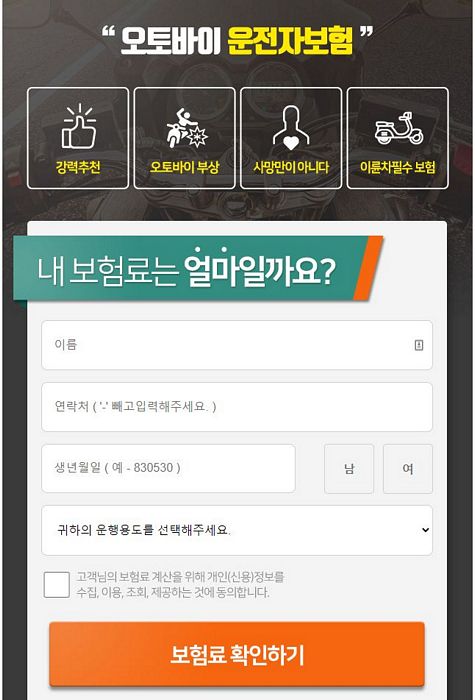 “ 오토바이 운전자보험 ”
강력추천
오토바이 부상
사망만이 아니다
이륜차필수 보험
내 보험료는 얼마일까요?
이름
연락처 ( '-' 빼고입력해주세요. )
생년월일 ( 예 - 830530 )
남
여
귀하의 운행용도를 선택해주세요.
고객님의 보험료 계산을 위해 개인(신용)정보를
수집, 이용, 조회, 제공하는 것에 동의합니다.
보험료 확인하기